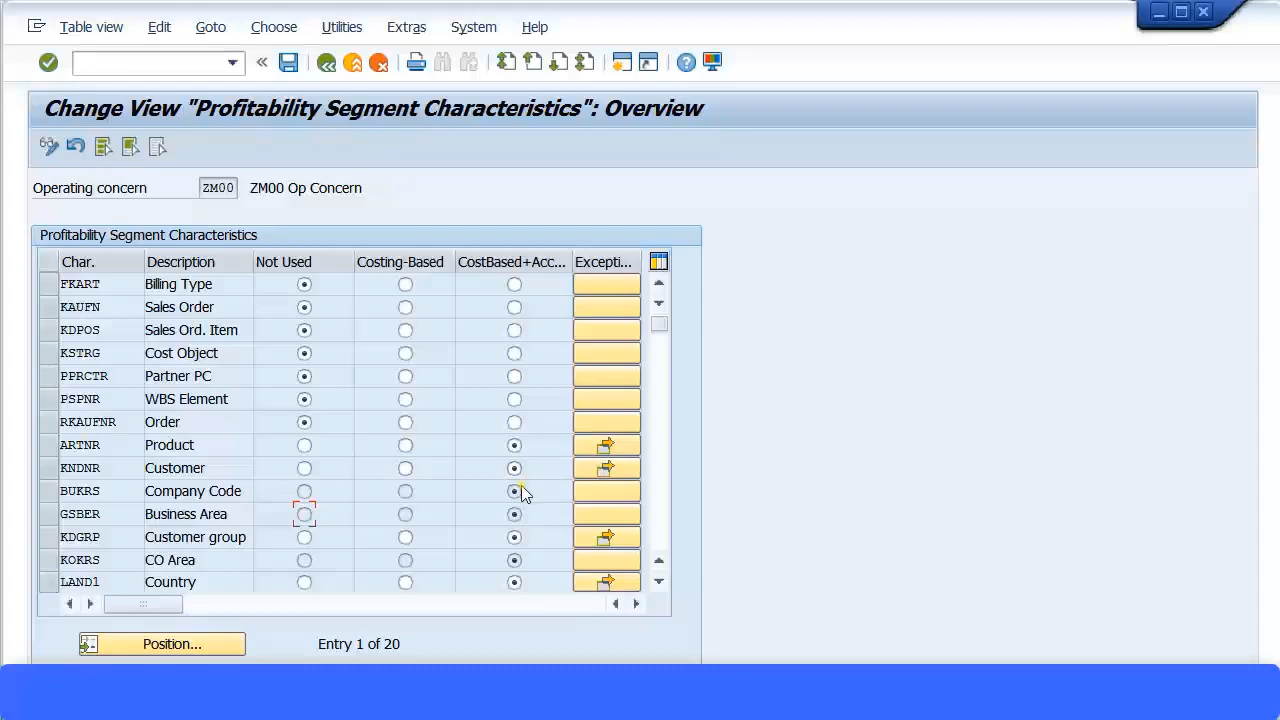 Table view Edit Goto Choose Utilities Extras System Help
Change View "Profitability Segment Characteristics": Overview
Operating concern ZM00 ZM00 Op Concern
Profitability Segment Characteristics
Char. Description Not Used Costing-Based CostBased+Acc... Excepti...
FKART Billing Type
KAUFN Sales Order
KDPOS Sales Ord. Item
KSTRG Cost Object
PPRCTR Partner PC
PSPNR WBS Element
RKAUFNR Order
ARTNR Product
KNDNR Customer
BUKRS Company Code
GSBER Business Area
KDGRP Customer group
KOKRS CO Area
LAND1 Country
Position... Entry 1 of 20